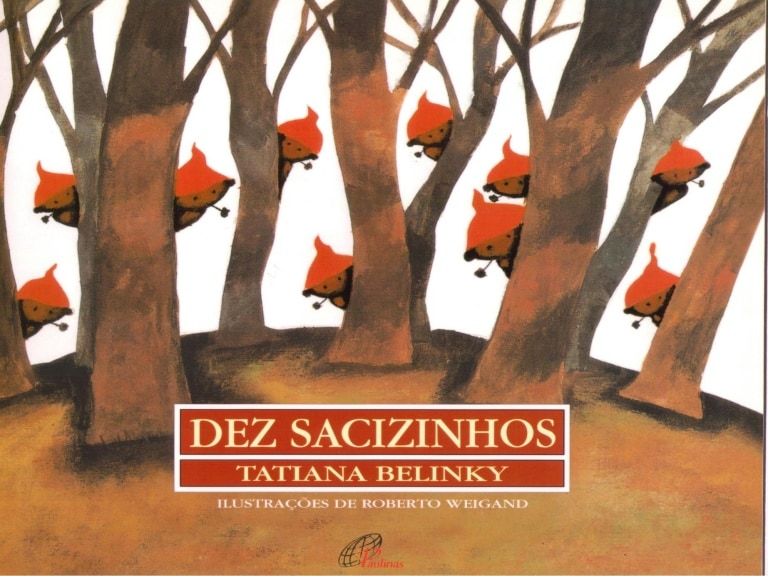 DEZ SACIZINHOS
TATIANA BELINKY
ILUSTRAÇÕES DE ROBERTO WEIGAND
Paulinas